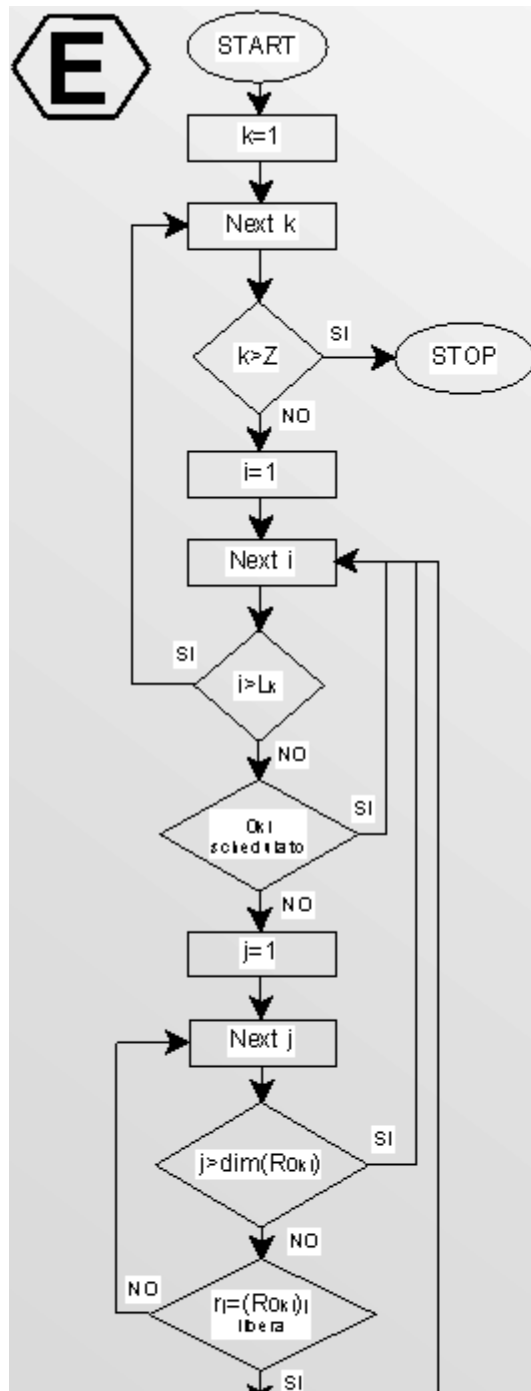 E
START
k=1
Next k
k>Z
SI
STOP
NO
i=1
Next i
SI
i>Lk
NO
Oki
schedulato
SI
NO
j=1
Next j
j>dim(Roki)
SI
NO
NO
rj=(Roki)j
libera
SI